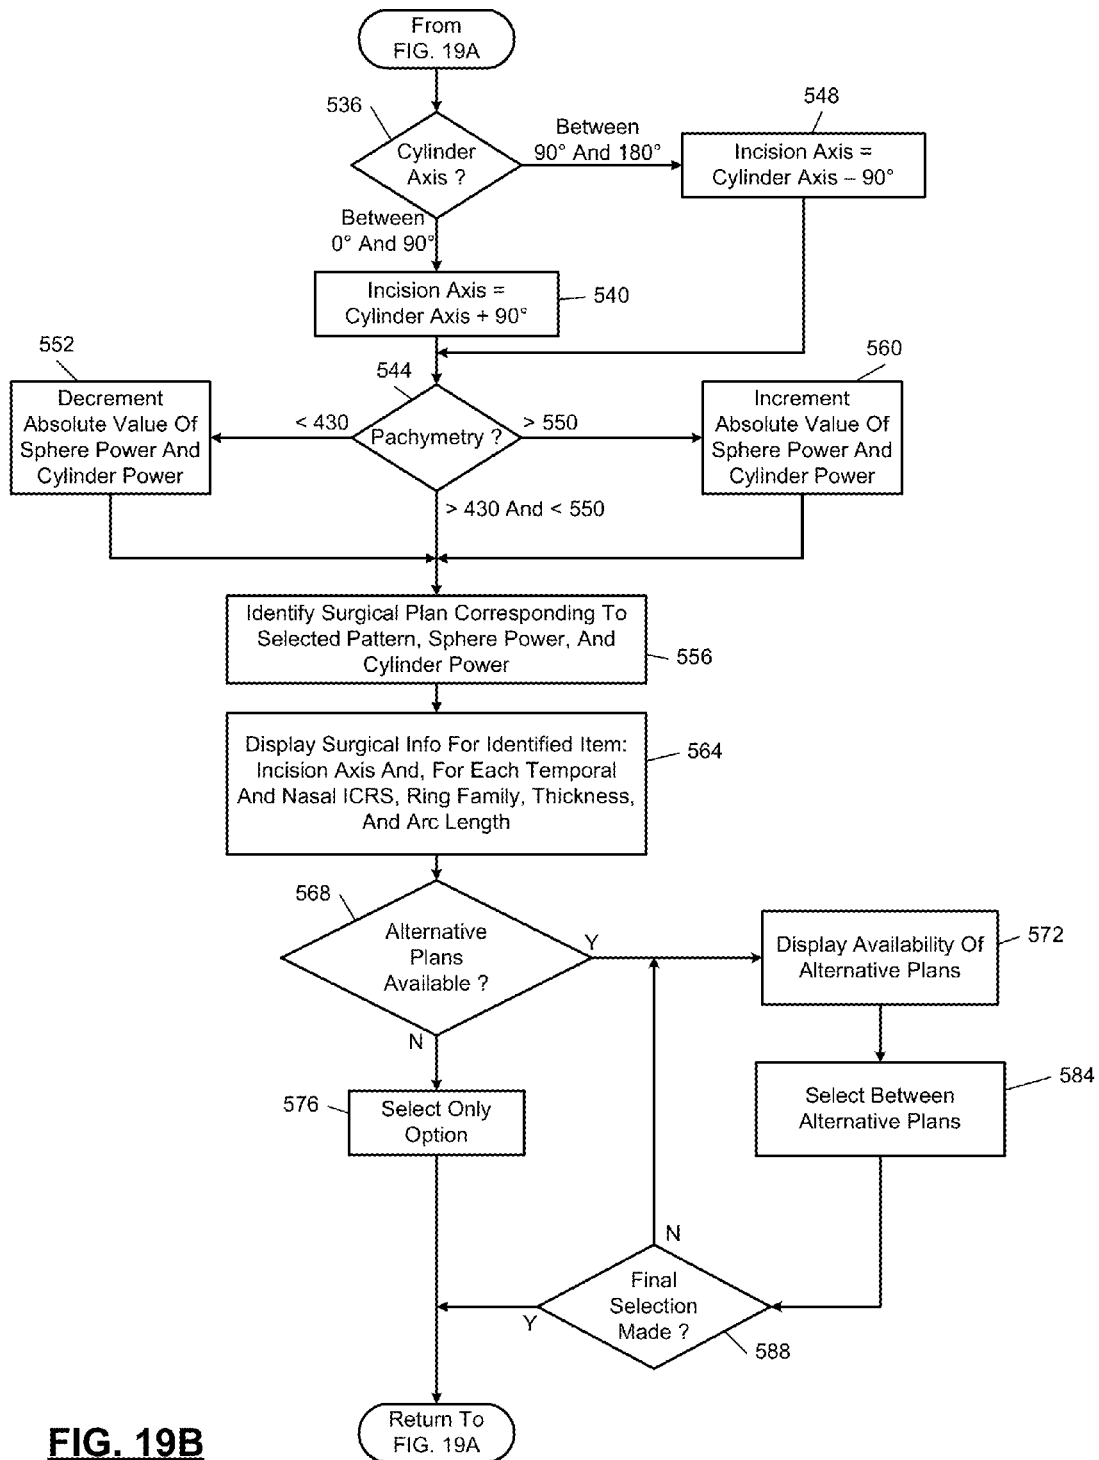 From
FIG. 19A
536
Cylinder
Axis ?
Between
90° And 180°
548
Incision Axis =
Cylinder Axis – 90°
Between
0° And 90°
Incision Axis =
Cylinder Axis + 90°
540
552
Decrement
Absolute Value Of
Sphere Power And
Cylinder Power
544
< 430
Pachymetry ?
> 550
560
Increment
Absolute Value Of
Sphere Power And
Cylinder Power
> 430 And < 550
Identify Surgical Plan Corresponding To
Selected Pattern, Sphere Power, And
Cylinder Power
556
Display Surgical Info For Identified Item:
Incision Axis And, For Each Temporal
And Nasal ICRS, Ring Family, Thickness,
And Arc Length
564
568
Alternative
Plans
Available ?
Y
N
Display Availability Of
Alternative Plans
572
576
Select Only
Option
Select Between
Alternative Plans
584
N
Final
Selection
Made ?
Y
588
Return To
FIG. 19A
FIG. 19B